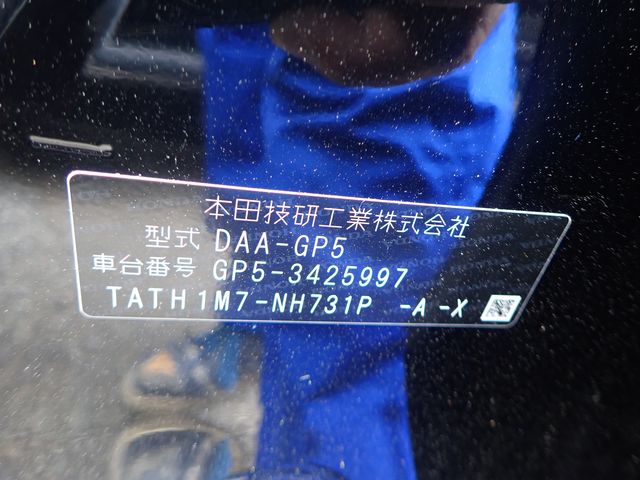 本田技研工業株式会社
型式 DAA-GP5
車台番号 GP5-3425997
TATH1M7-NH731P -A -X